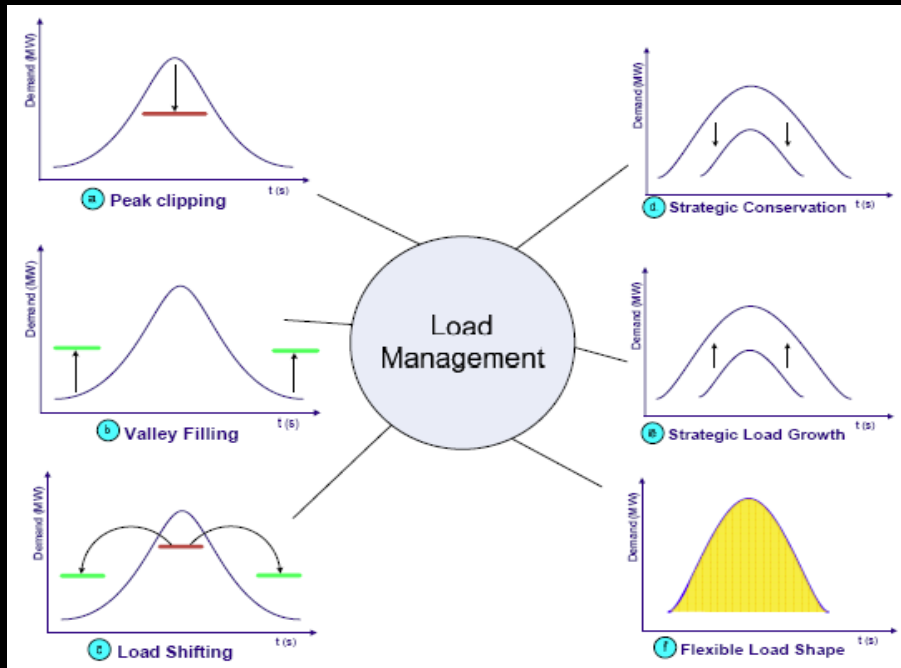 Demand (MW)
t (s)
a Peak clipping
Demand (MW)
t (s)
b Valley Filling
Demand (MW)
t (s)
c Load Shifting
Load
Management
Demand (MW)
t (s)
d Strategic Conservation
Demand (MW)
t (s)
e Strategic Load Growth
Demand (MW)
t (s)
f Flexible Load Shape